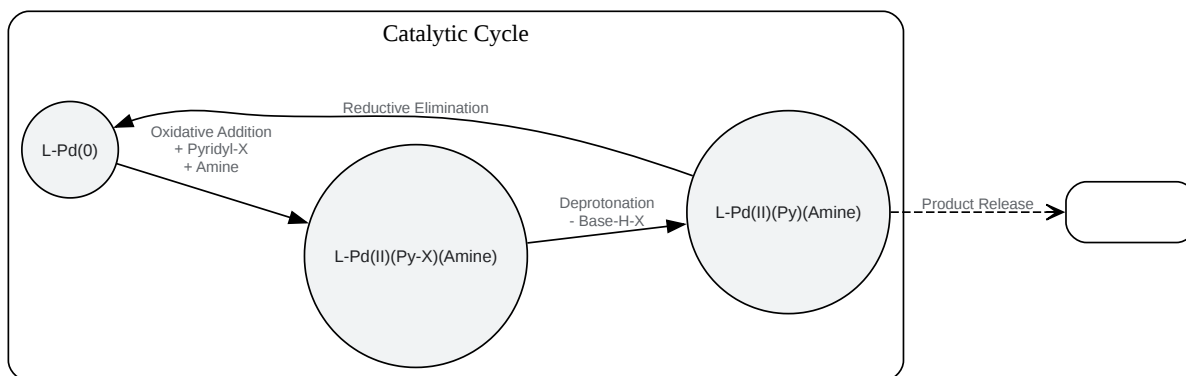 Catalytic Cycle
Reductive Elimination
Oxidative Addition
+ Pyridyl-X
+ Amine
L-Pd(0)
L-Pd(II)(Py-X)(Amine)
Deprotonation
- Base-H-X
L-Pd(II)(Py)(Amine)
Product Release